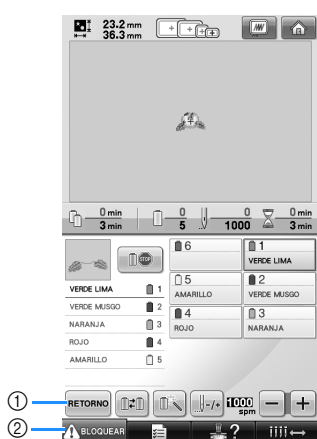 23.2 mm
36.3 mm
0 min
3 min
0
5
0
1000
0 min
3 min
STOP
VERDE LIMA 1
VERDE MUSGO 2
NARANJA 3
ROJO 4
AMARILLO 5
6
1
VERDE LIMA
5
AMARILLO
2
VERDE MUSGO
4
ROJO
3
NARANJA
1 RETORNO
-/+
1000
spm
− +
2 BLOQUEAR
?